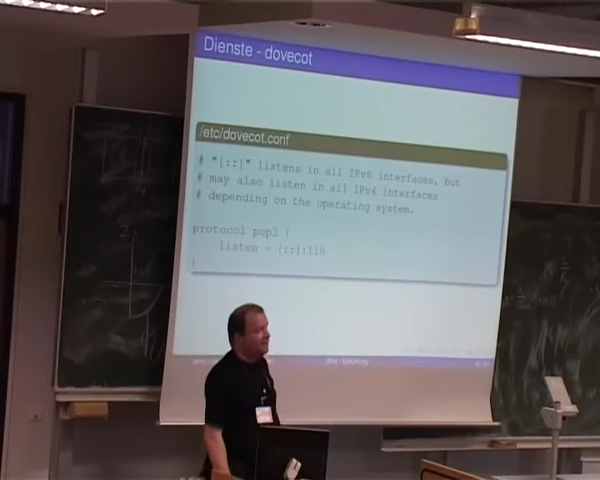 Dienste - dovecot
/etc/dovecot.conf
# "[::]" listens in all IPv6 interfaces, but
# may also listen in all IPv4 interfaces
# depending on the operating system.
protocol pop3 {
listen = [::]:110
}